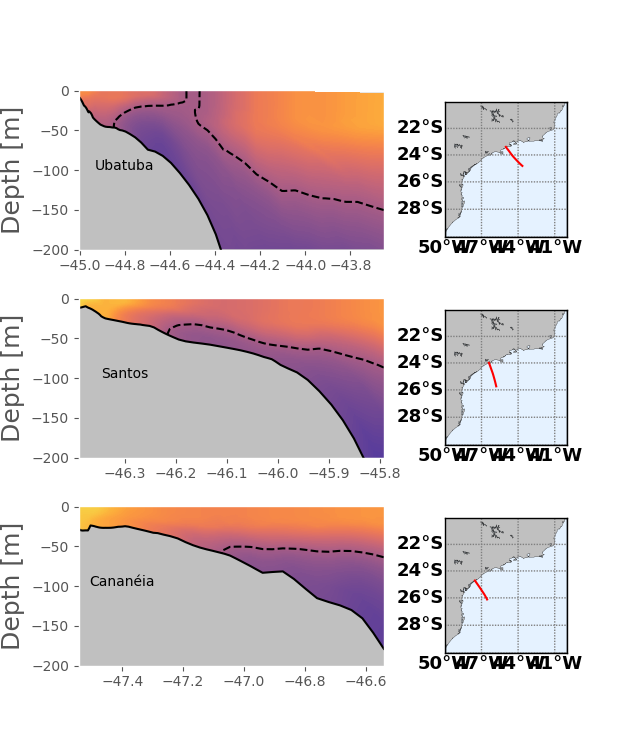 Depth [m]
0
−50
−100
−150
−200
Ubatuba
−45.0 −44.8 −44.6 −44.4 −44.2 −44.0 −43.8
22°S
24°S
26°S
28°S
50°W 47°W 44°W 41°W
Depth [m]
0
−50
−100
−150
−200
Santos
−46.3 −46.2 −46.1 −46.0 −45.9 −45.8
22°S
24°S
26°S
28°S
50°W 47°W 44°W 41°W
Depth [m]
0
−50
−100
−150
−200
Cananéia
−47.4 −47.2 −47.0 −46.8 −46.6
22°S
24°S
26°S
28°S
50°W 47°W 44°W 41°W